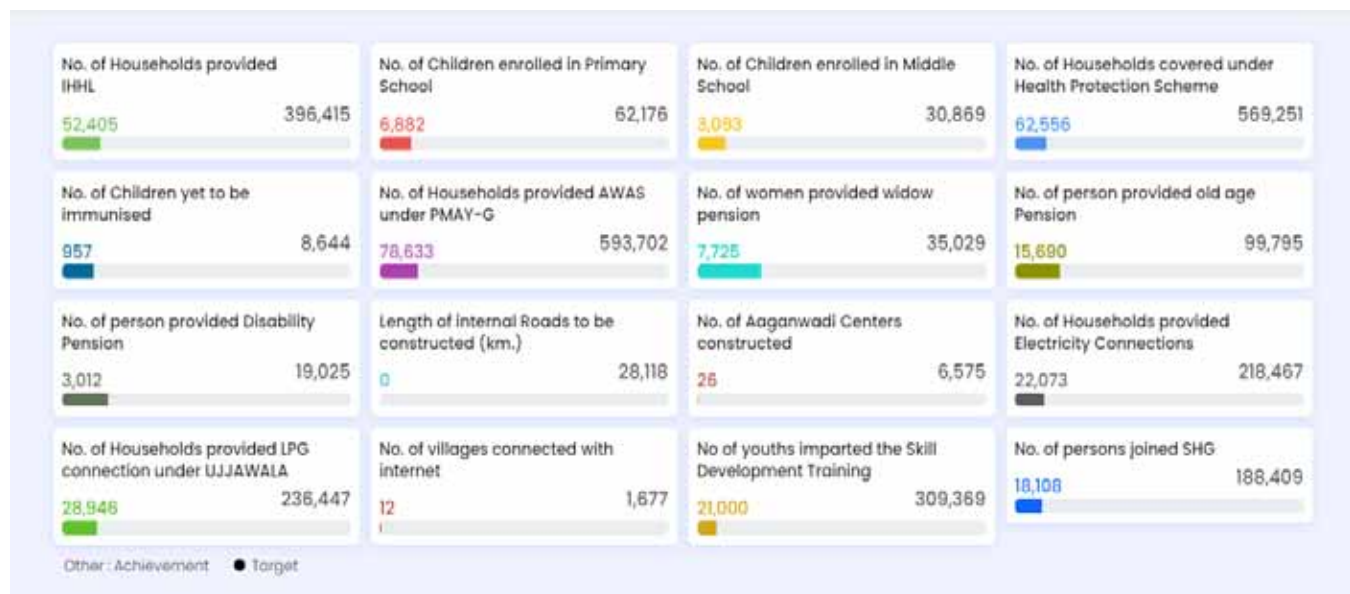 No. of Households provided
IHHL
52,405
396,415
No. of Children enrolled in Primary
School
6,882
62,176
No. of Children enrolled in Middle
School
3,093
30,869
No. of Households covered under
Health Protection Scheme
62,556
569,251
No. of Children yet to be
immunised
957
8,644
No. of Households provided AWAS
under PMAY-G
78,633
593,702
No. of women provided widow
pension
7,725
35,029
No. of person provided old age
Pension
15,690
99,795
No. of person provided Disability
Pension
3,012
19,025
Length of internal Roads to be
constructed (km.)
0
28,118
No. of Aaganwadi Centers
constructed
26
6,575
No. of Households provided
Electricity Connections
22,073
218,467
No. of Households provided LPG
connection under UJJAWALA
28,946
236,447
No. of villages connected with
internet
12
1,677
No of youths imparted the Skill
Development Training
21,000
309,369
No. of persons joined SHG
18,108
188,409
Other : Achievement Target